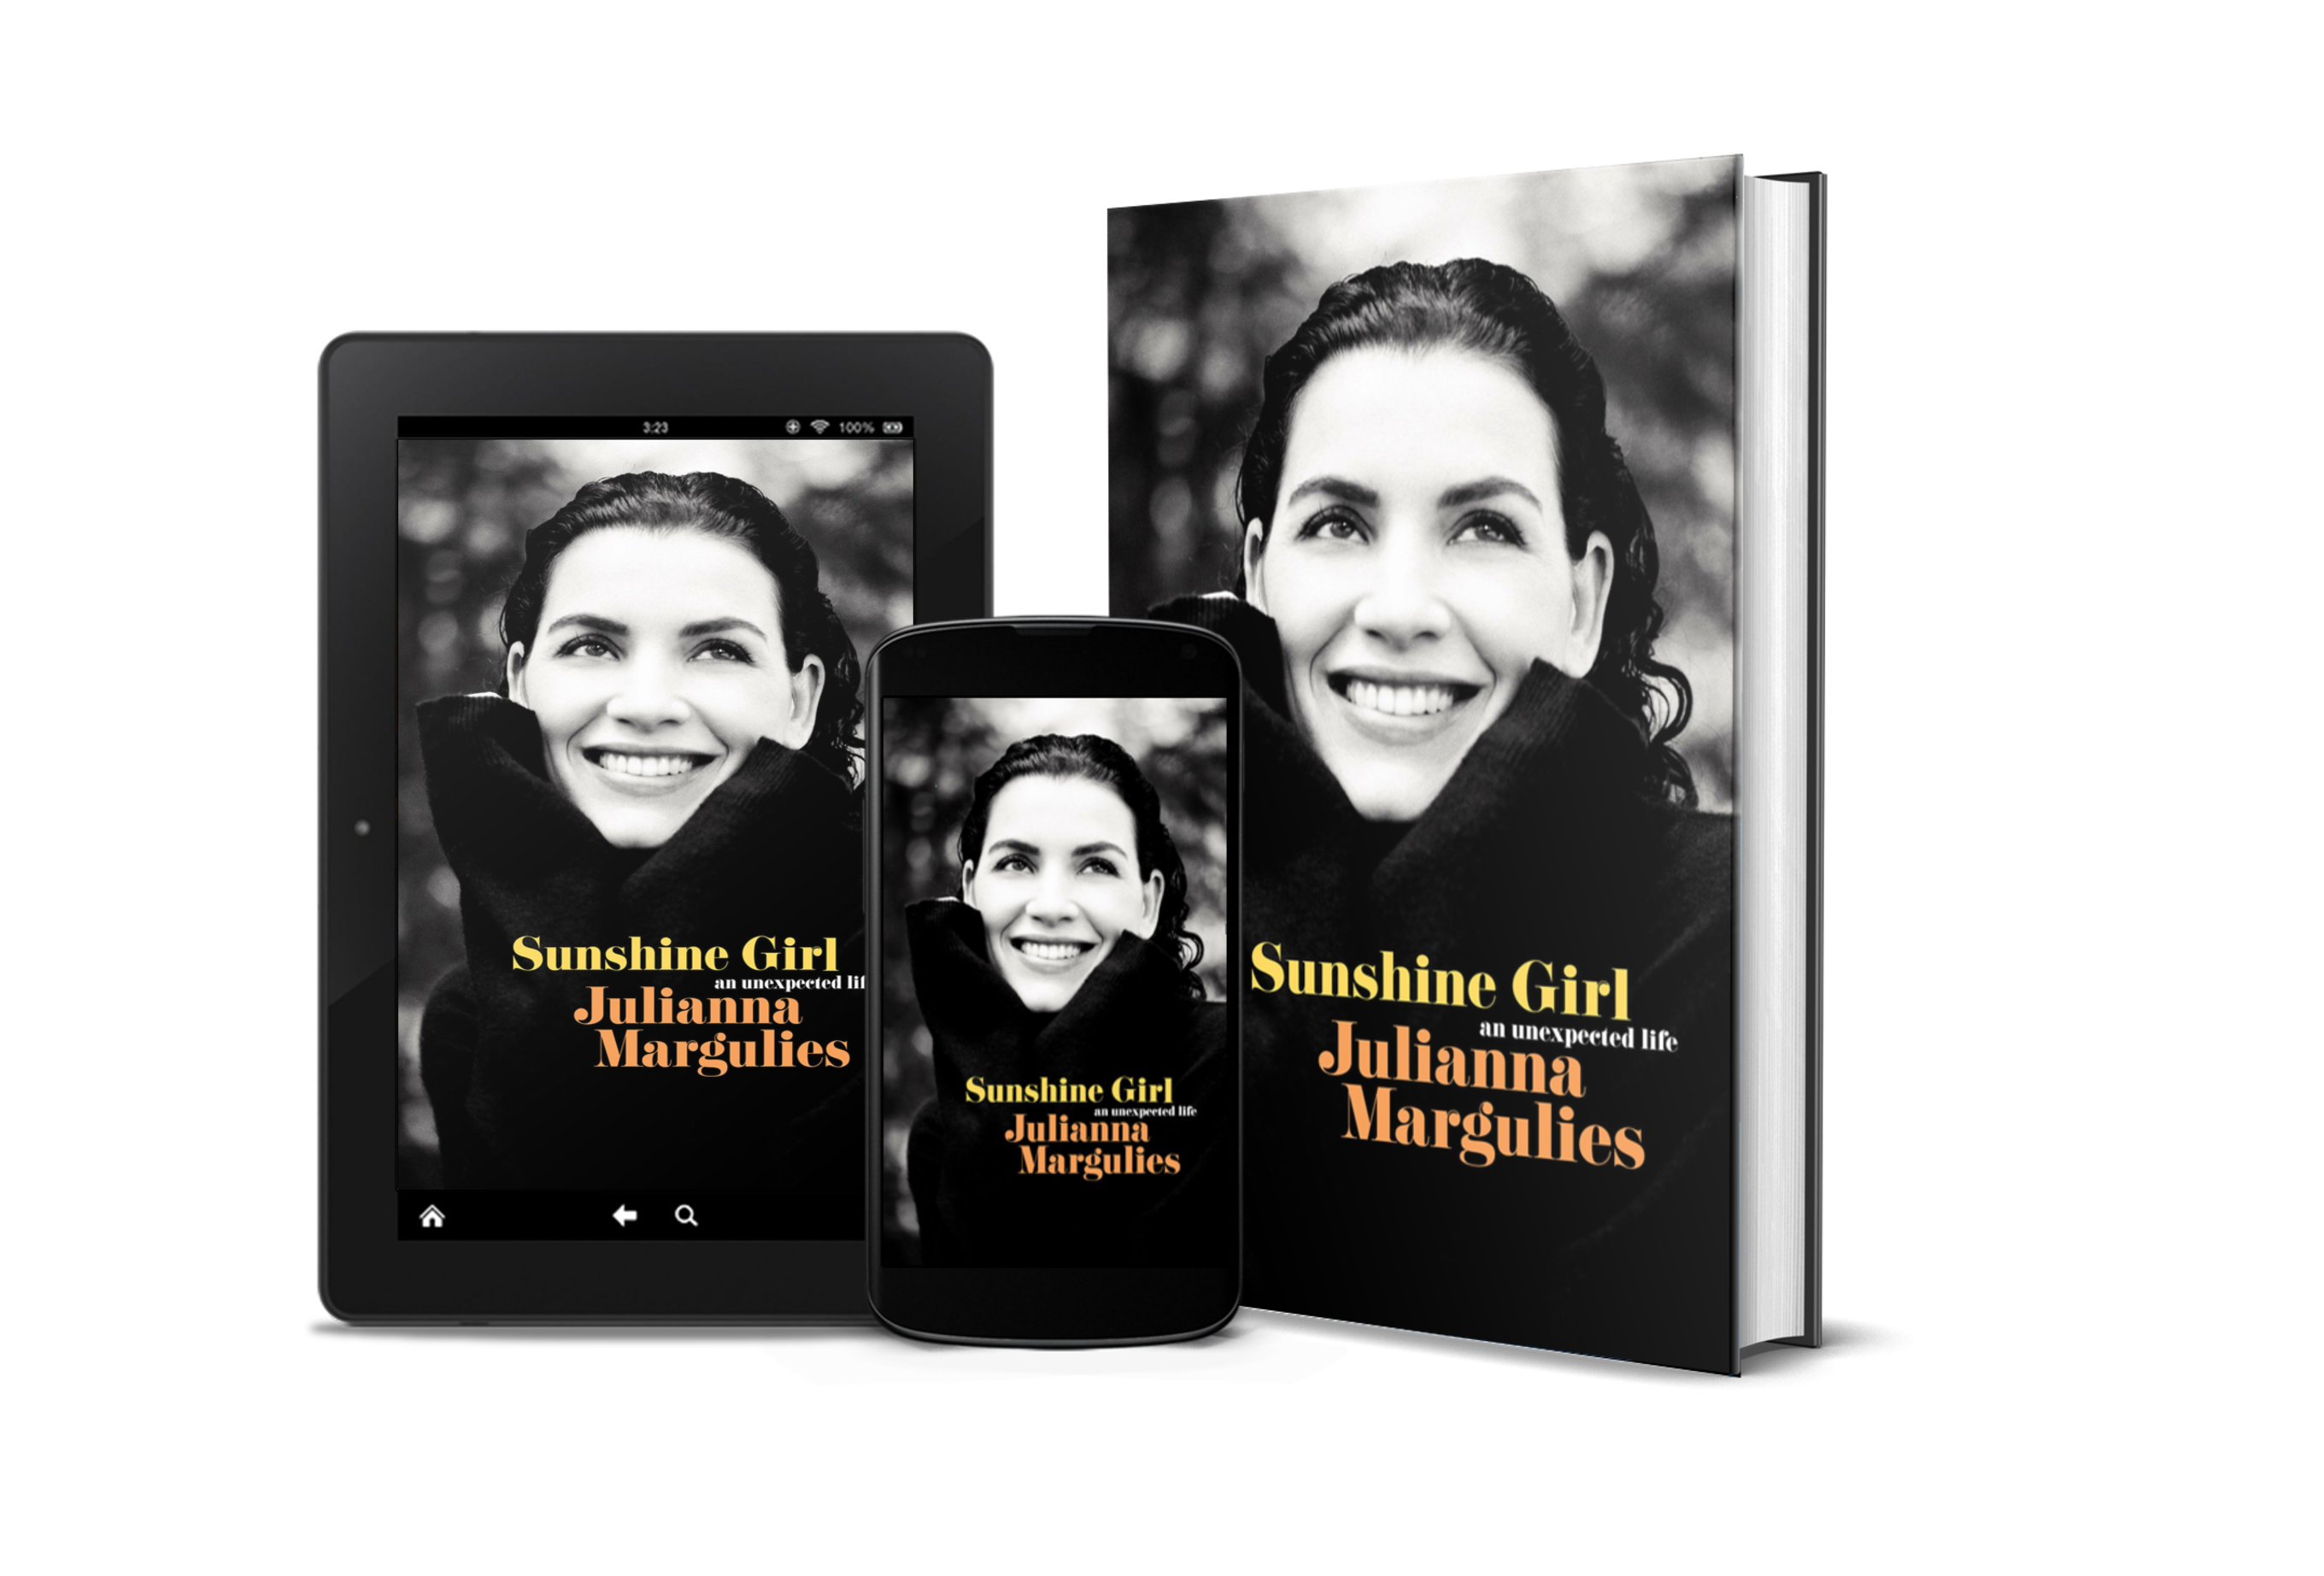 3:23
100%
Sunshine Girl
an unexpected lif
Julianna
Margulies
Sunshine Girl
an unexpected life
Julianna
Margulies
Sunshine Girl
an unexpected life
Julianna
Margulies